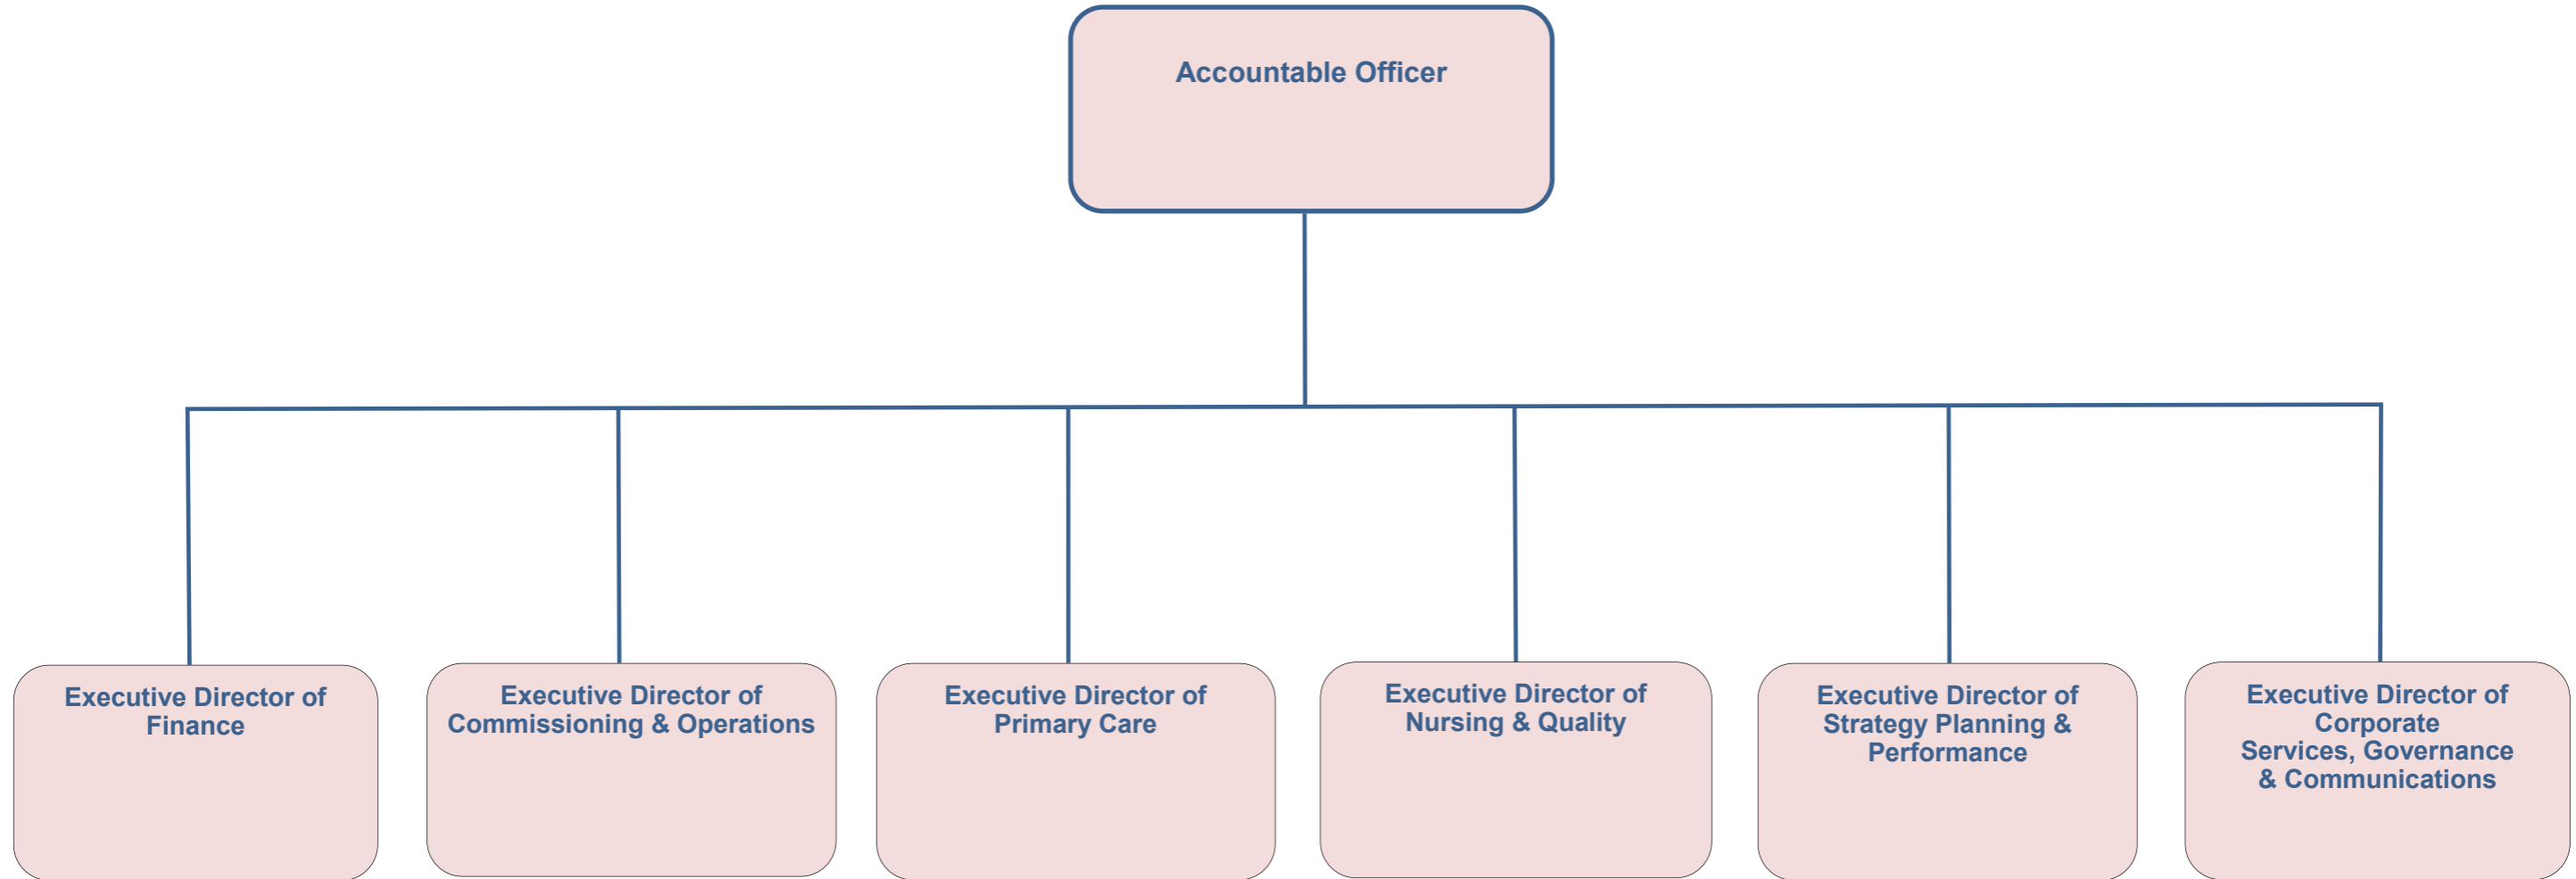 Accountable Officer
Executive Director of
Finance
Executive Director of
Commissioning & Operations
Executive Director of
Primary Care
Executive Director of
Nursing & Quality
Executive Director of
Strategy Planning &
Performance
Executive Director of
Corporate
Services, Governance
& Communications